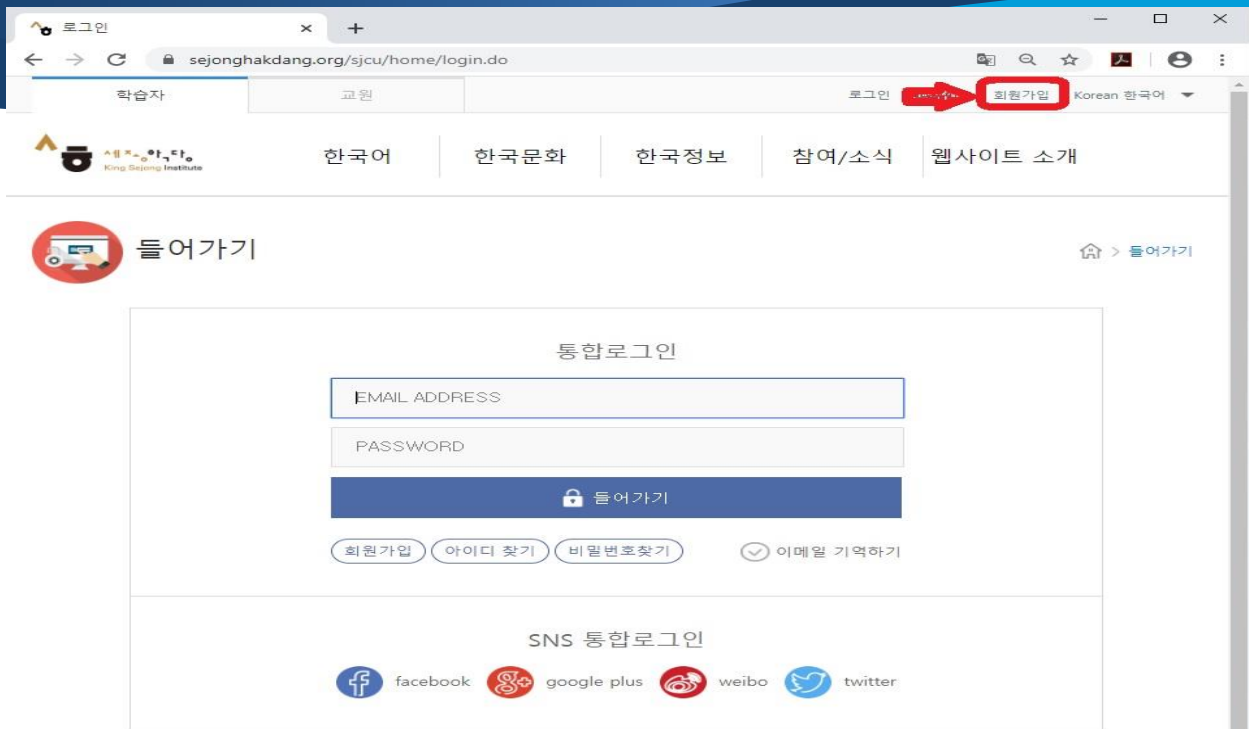 로그인
sejonghakdang.org/sjcu/home/login.do
학습자 교원 로그인 회원가입 Korean 한국어
세종학당
King Sejong Institute
한국어 한국문화 한국정보 참여/소식 웹사이트 소개
들어가기 > 들어가기
통합로그인
EMAIL ADDRESS
PASSWORD
들어가기
회원가입 아이디 찾기 비밀번호찾기 이메일 기억하기
SNS 통합로그인
facebook google plus weibo twitter